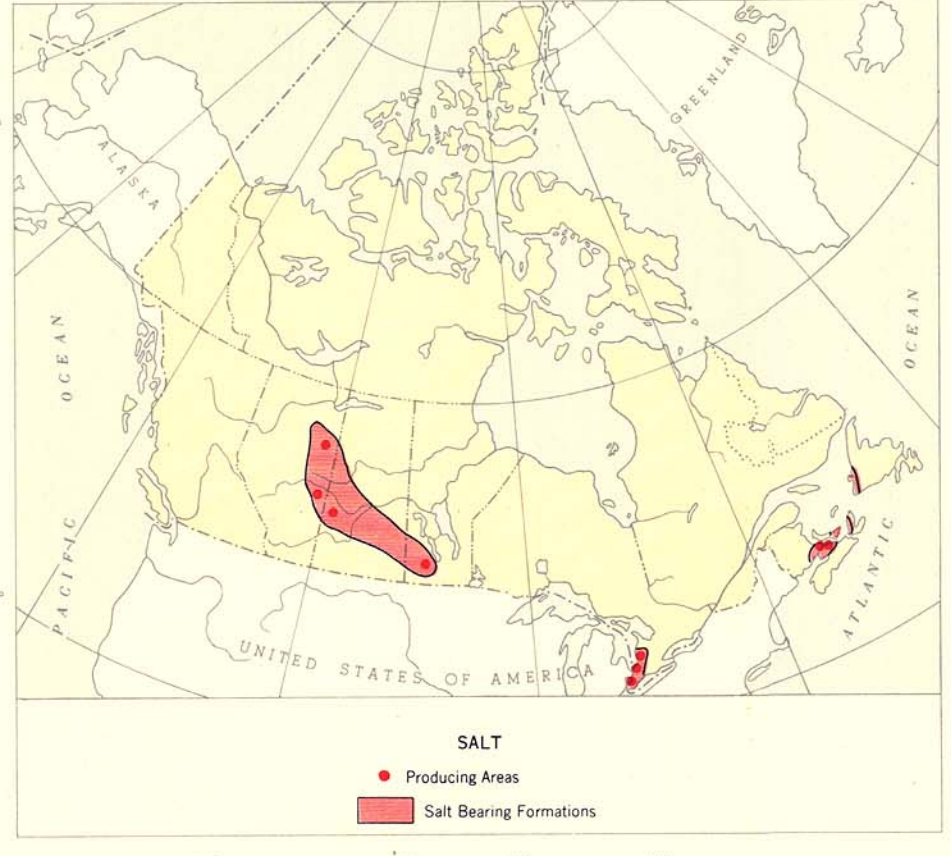 ALASKA
GREENLAND
PACIFIC OCEAN
ATLANTIC OCEAN
UNITED STATES OF AMERICA
SALT
Producing Areas
Salt Bearing Formations